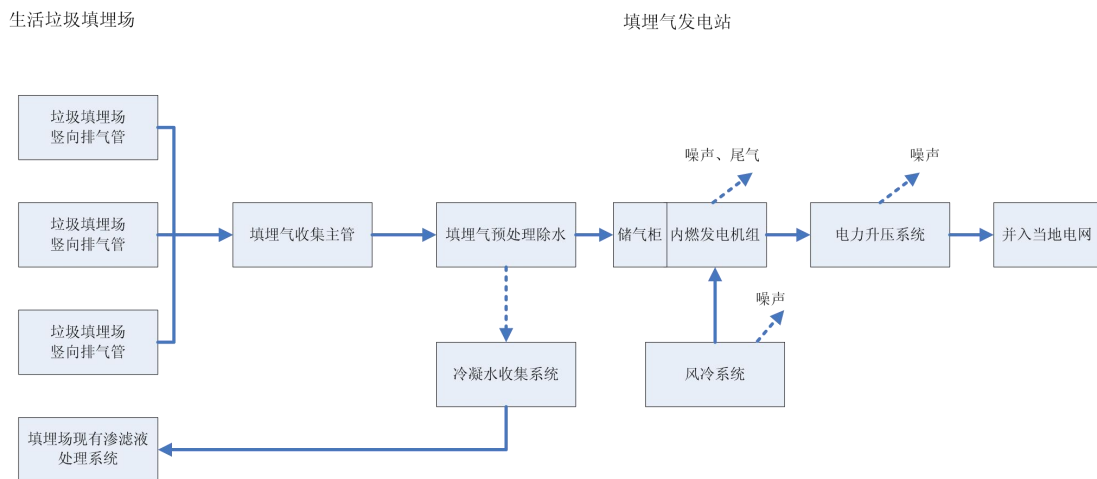 生活垃圾填埋场
填埋气发电站
垃圾填埋场
竖向排气管
噪声、尾气
噪声
垃圾填埋场
竖向排气管
填埋气收集主管
填埋气预处理除水
储气柜
内燃发电机组
电力升压系统
并入当地电网
噪声
垃圾填埋场
竖向排气管
冷凝水收集系统
风冷系统
填埋场现有渗滤液
处理系统